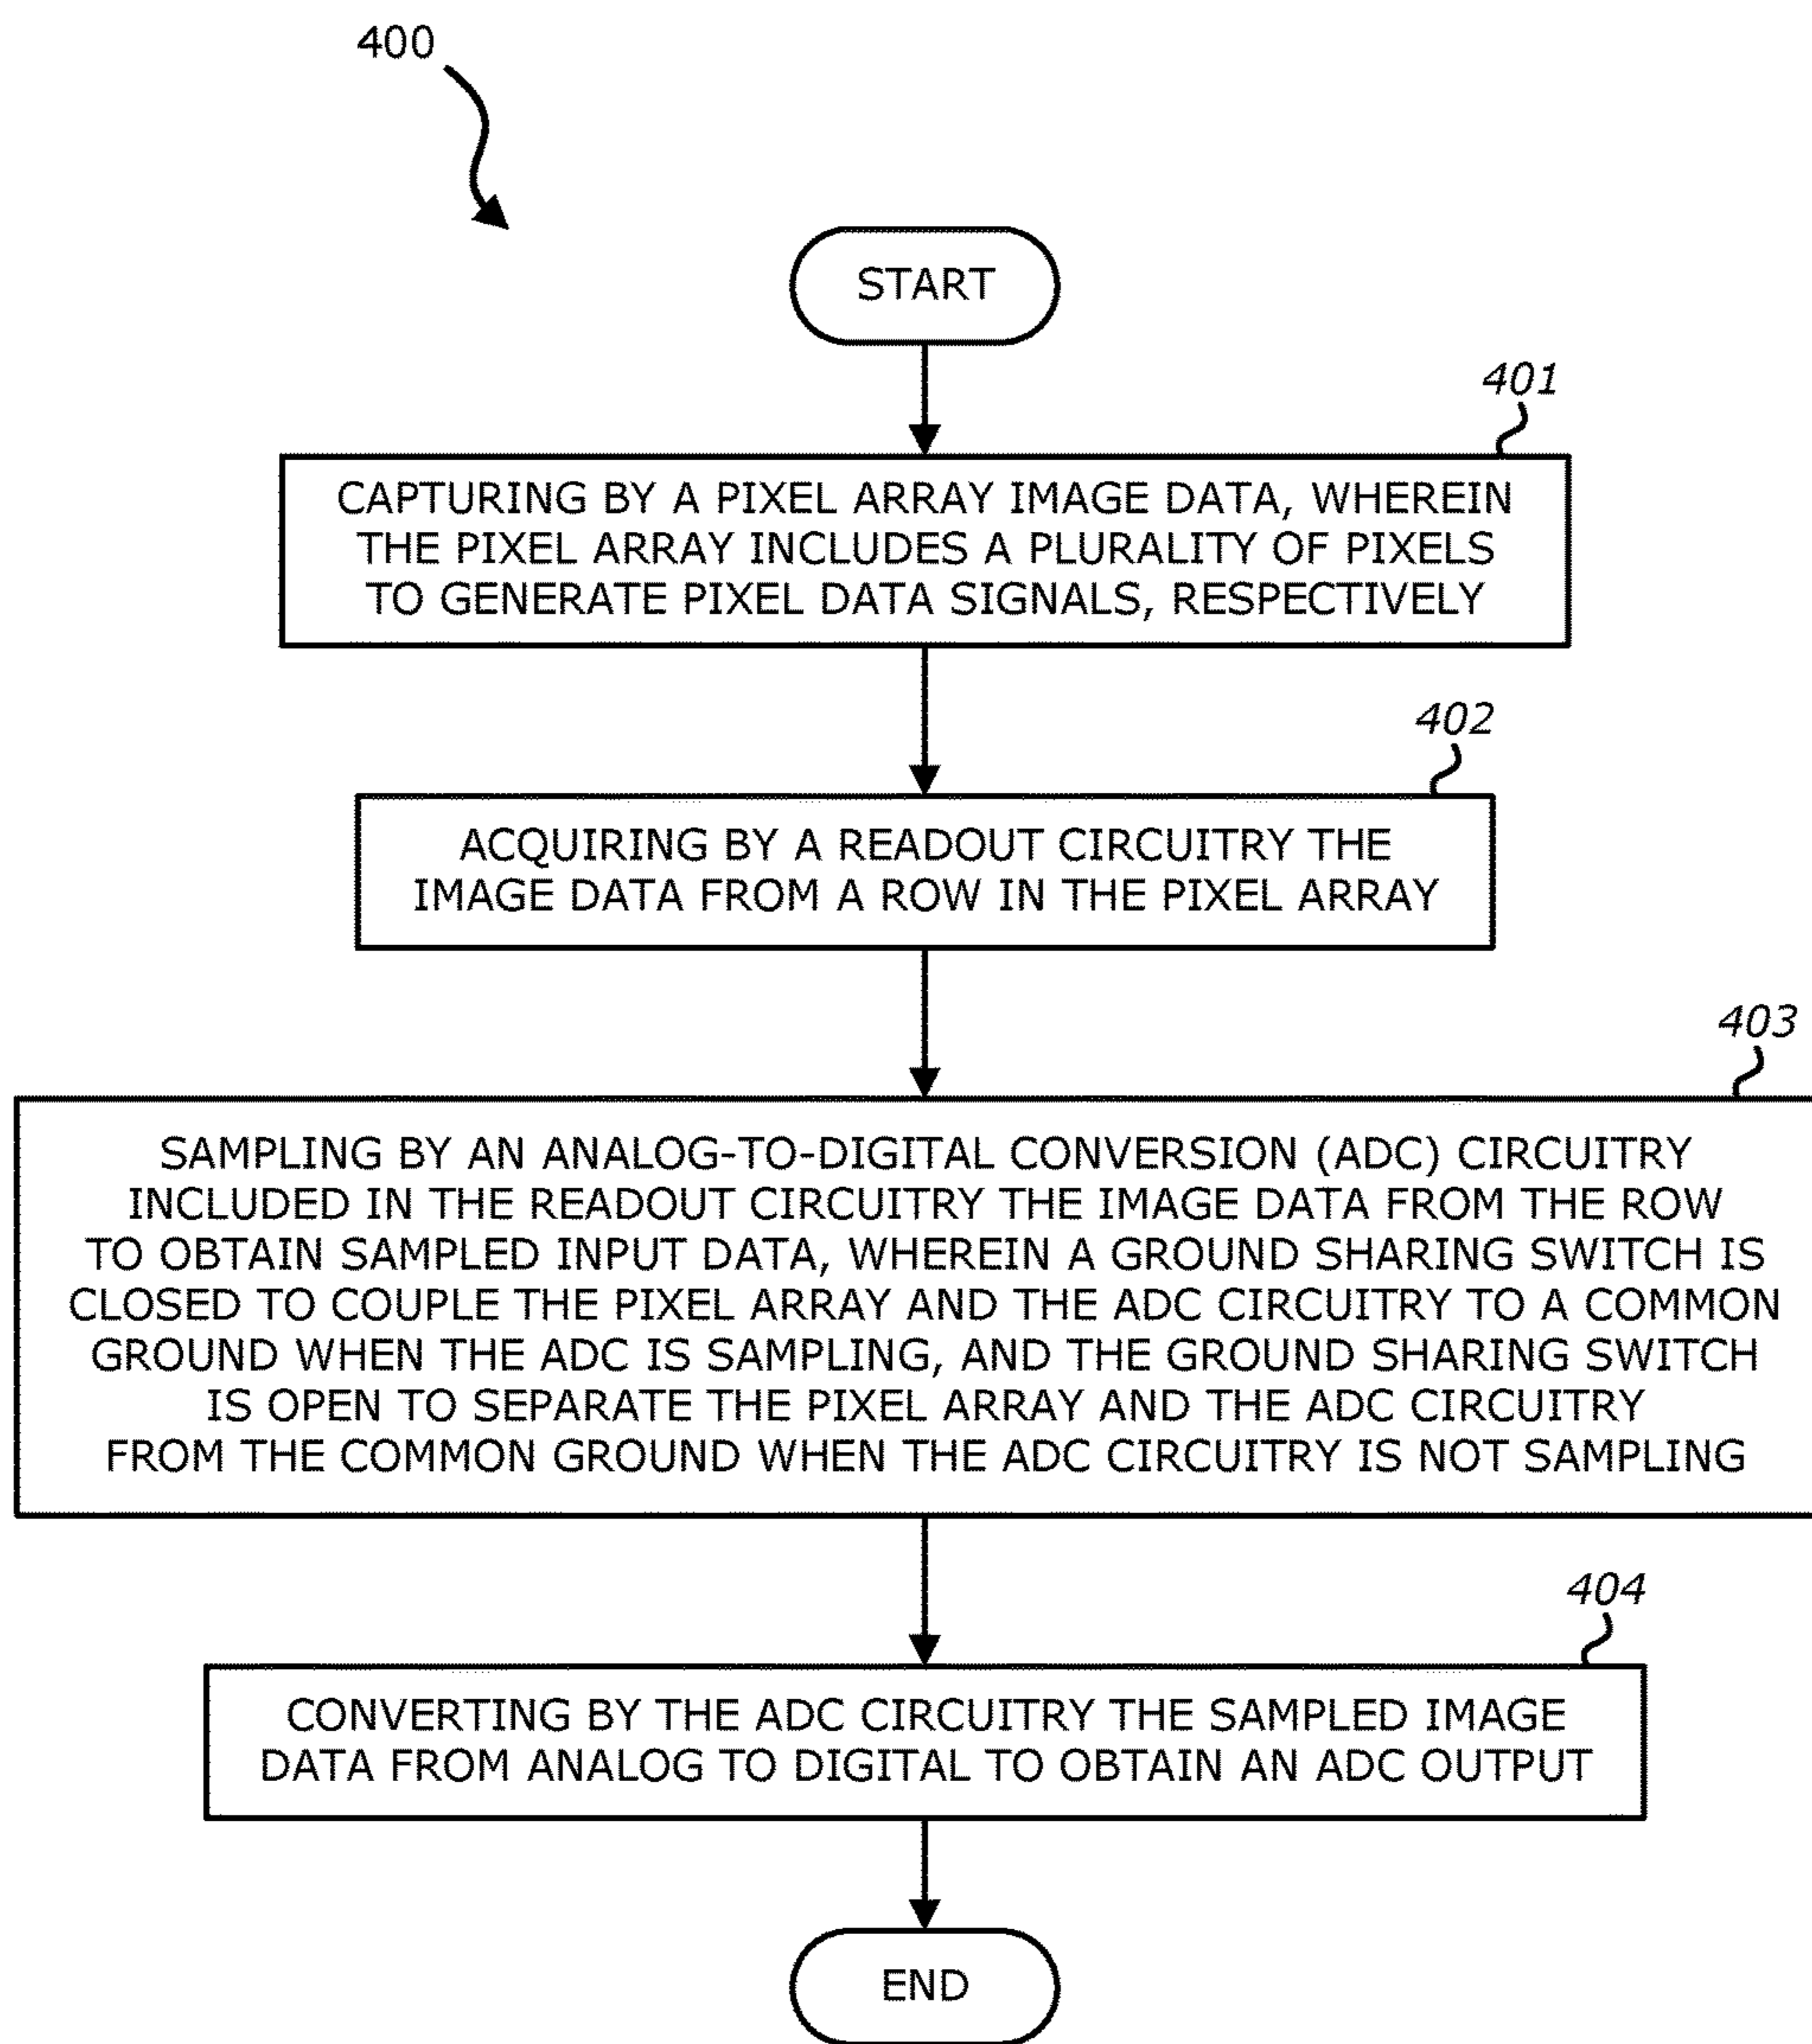 400
START
401
CAPTURING BY A PIXEL ARRAY IMAGE DATA, WHEREIN
THE PIXEL ARRAY INCLUDES A PLURALITY OF PIXELS
TO GENERATE PIXEL DATA SIGNALS, RESPECTIVELY
402
ACQUIRING BY A READOUT CIRCUITRY THE
IMAGE DATA FROM A ROW IN THE PIXEL ARRAY
403
SAMPLING BY AN ANALOG-TO-DIGITAL CONVERSION (ADC) CIRCUITRY
INCLUDED IN THE READOUT CIRCUITRY THE IMAGE DATA FROM THE ROW
TO OBTAIN SAMPLED INPUT DATA, WHEREIN A GROUND SHARING SWITCH IS
CLOSED TO COUPLE THE PIXEL ARRAY AND THE ADC CIRCUITRY TO A COMMON
GROUND WHEN THE ADC IS SAMPLING, AND THE GROUND SHARING SWITCH
IS OPEN TO SEPARATE THE PIXEL ARRAY AND THE ADC CIRCUITRY
FROM THE COMMON GROUND WHEN THE ADC CIRCUITRY IS NOT SAMPLING
404
CONVERTING BY THE ADC CIRCUITRY THE SAMPLED IMAGE
DATA FROM ANALOG TO DIGITAL TO OBTAIN AN ADC OUTPUT
END